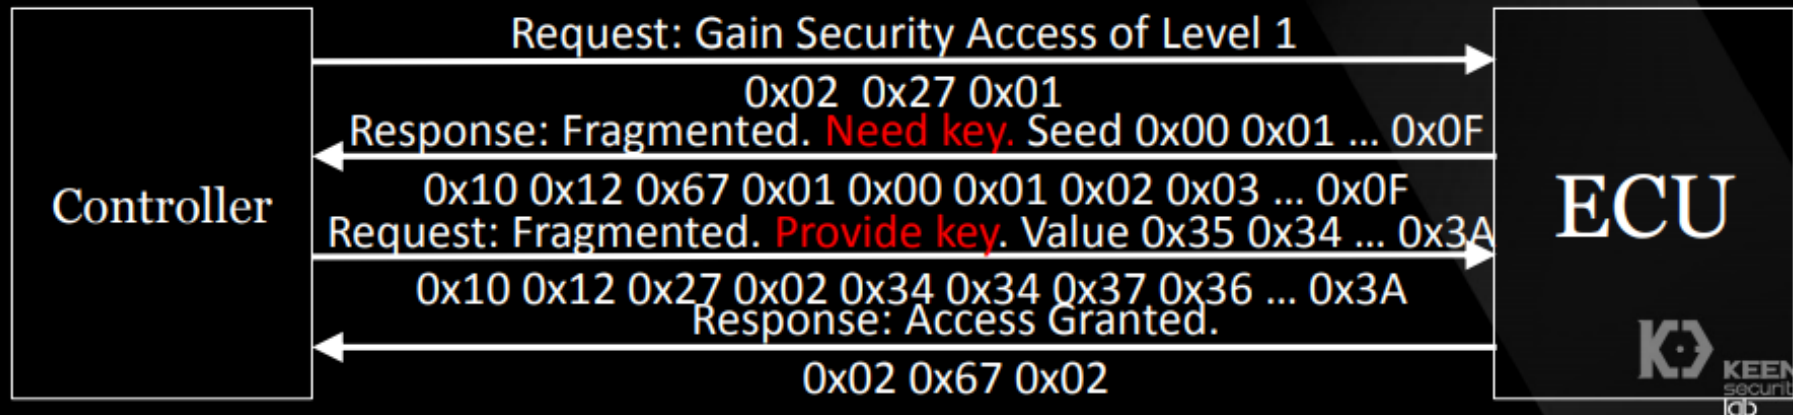 Request: Gain Security Access of Level 1
0x02 0x27 0x01
Response: Fragmented. Need key. Seed 0x00 0x01 ... 0x0F
0x10 0x12 0x67 0x01 0x00 0x01 0x02 0x03 ... 0x0F
Controller
ECU
Request: Fragmented. Provide key. Value 0x35 0x34 ... 0x3A
0x10 0x12 0x27 0x02 0x34 0x34 0x37 0x36 ... 0x3A
Response: Access Granted.
0x02 0x67 0x02
KEEN
securit
lab